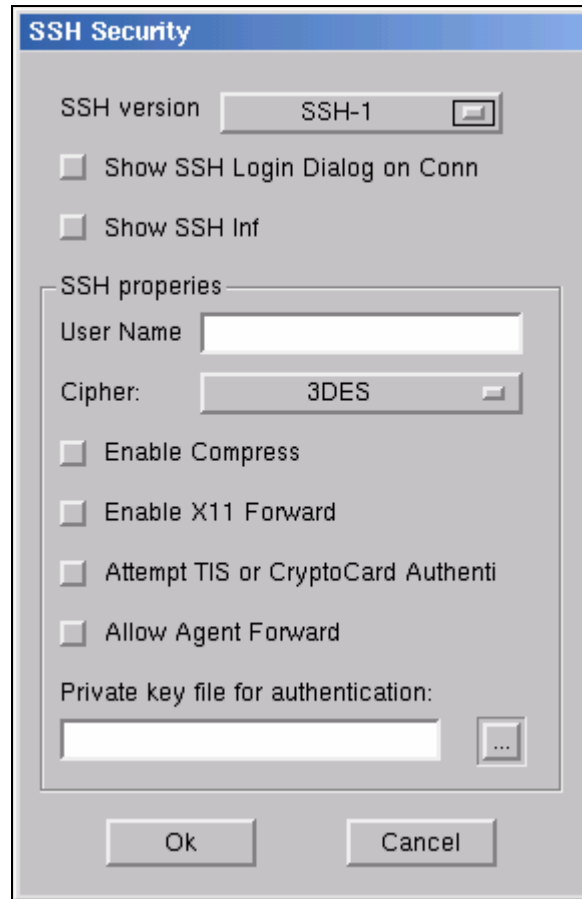 SSH Security
SSH version SSH-1
Show SSH Login Dialog on Conn
Show SSH Inf
SSH properies
User Name
Cipher: 3DES
Enable Compress
Enable X11 Forward
Attempt TIS or CryptoCard Authenti
Allow Agent Forward
Private key file for authentication:
...
Ok Cancel